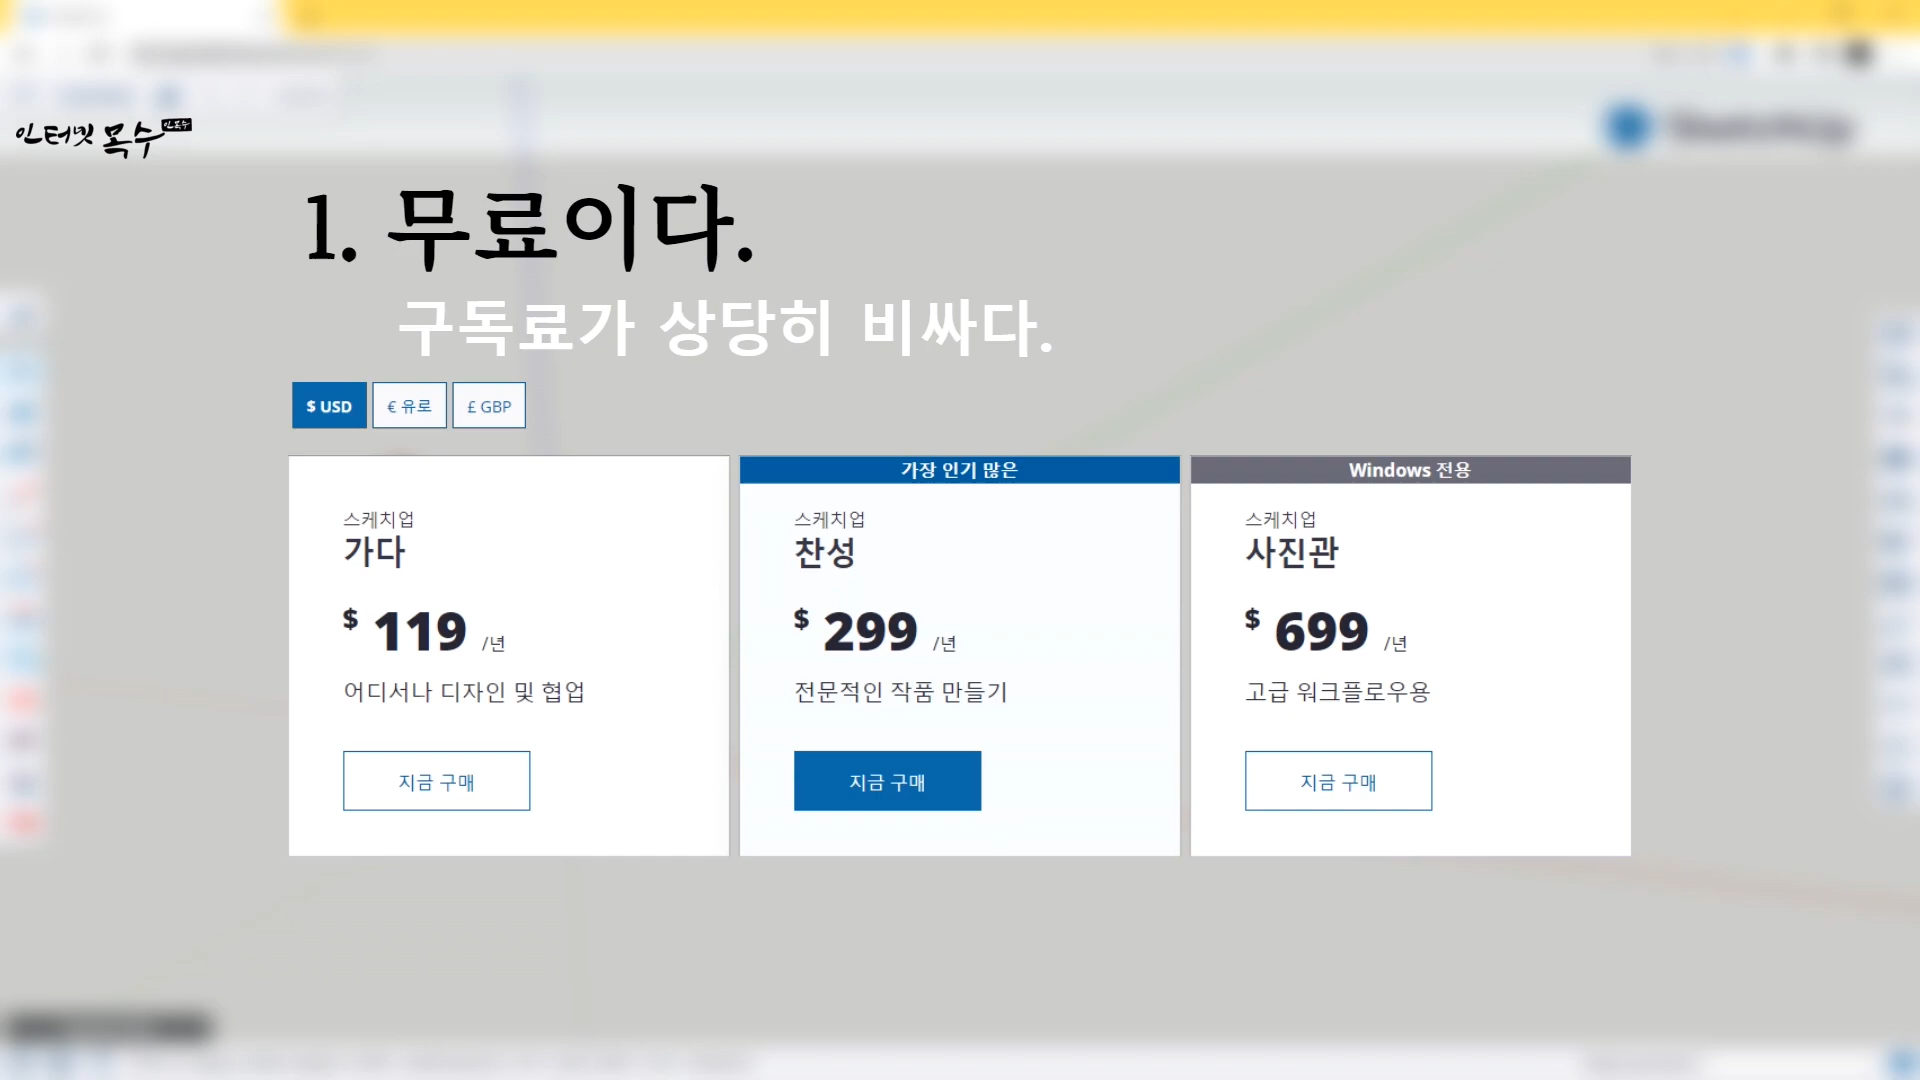 인터넷 목수 인목수
1. 무료이다.
구독료가 상당히 비싸다.
$ USD
€ 유로
£ GBP
스케치업
가다
$ 119 /년
어디서나 디자인 및 협업
지금 구매
가장 인기 많은
스케치업
찬성
$ 299 /년
전문적인 작품 만들기
지금 구매
Windows 전용
스케치업
사진관
$ 699 /년
고급 워크플로우용
지금 구매